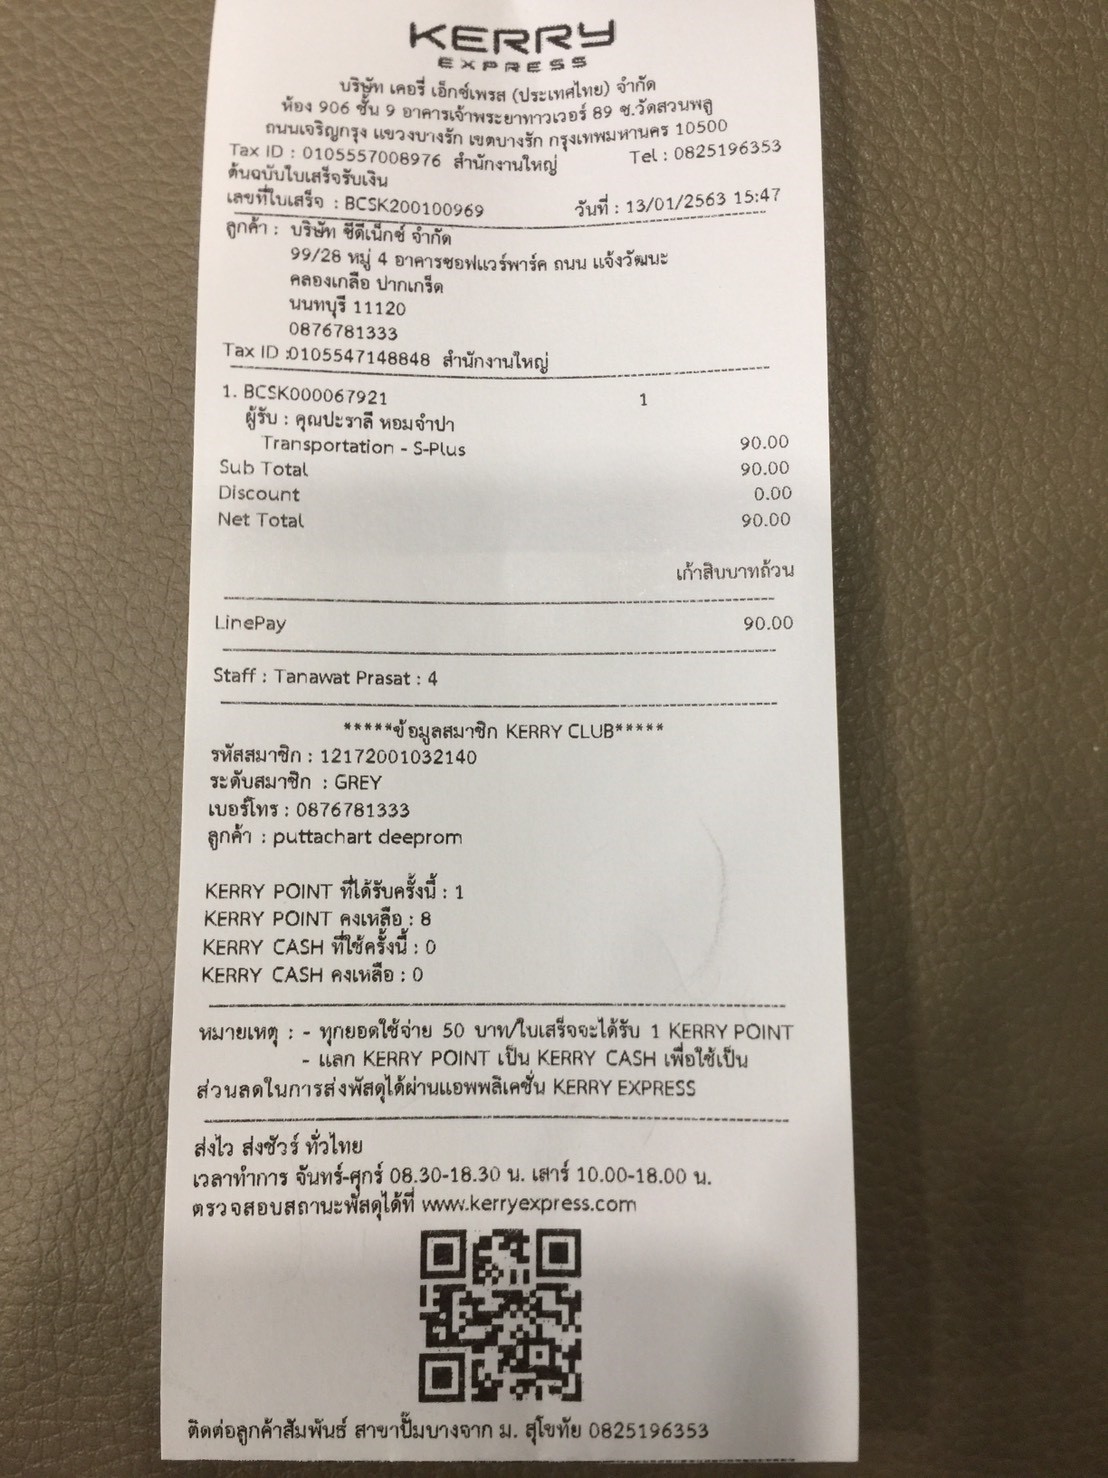 KERRY
EXPRESS
บริษัท เคอรี่ เอ็กซ์เพรส (ประเทศไทย) จำกัด
ห้อง 906 ชั้น 9 อาคารเจ้าพระยาทาวเวอร์ 89 ซ.วัดสวนพลู
ถนนเจริญกรุง แขวงบางรัก เขตบางรัก กรุงเทพมหานคร 10500
Tax ID : 0105557008976 สำนักงานใหญ่ Tel : 0825196353
ต้นฉบับใบเสร็จรับเงิน
เลขที่ใบเสร็จ : BCSK200100969 วันที่ : 13/01/2563 15:47
ลูกค้า : บริษัท ซีดีเน็กซ์ จำกัด
99/28 หมู่ 4 อาคารซอฟแวร์พาร์ค ถนน แจ้งวัฒนะ
คลองเกลือ ปากเกร็ด
นนทบุรี 11120
0876781333
Tax ID :0105547148848 สำนักงานใหญ่
1. BCSK000067921 1
ผู้รับ : คุณปะราลี หอมจำปา
Transportation - S-Plus 90.00
Sub Total 90.00
Discount 0.00
Net Total 90.00
เก้าสิบบาทถ้วน
LinePay 90.00
Staff : Tanawat Prasat : 4
*****ข้อมูลสมาชิก KERRY CLUB*****
รหัสสมาชิก : 12172001032140
ระดับสมาชิก : GREY
เบอร์โทร : 0876781333
ลูกค้า : puttachart deeprom
KERRY POINT ที่ได้รับครั้งนี้ : 1
KERRY POINT คงเหลือ : 8
KERRY CASH ที่ใช้ครั้งนี้ : 0
KERRY CASH คงเหลือ : 0
หมายเหตุ : - ทุกยอดใช้จ่าย 50 บาท/ใบเสร็จจะได้รับ 1 KERRY POINT
- แลก KERRY POINT เป็น KERRY CASH เพื่อใช้เป็น
ส่วนลดในการส่งพัสดุได้ผ่านแอพพลิเคชั่น KERRY EXPRESS
ส่งไว ส่งชัวร์ ทั่วไทย
เวลาทำการ จันทร์-ศุกร์ 08.30-18.30 น. เสาร์ 10.00-18.00 น.
ตรวจสอบสถานะพัสดุได้ที่ www.kerryexpress.com
ติดต่อลูกค้าสัมพันธ์ สาขาปั๊มบางจาก ม. สุโขทัย 0825196353